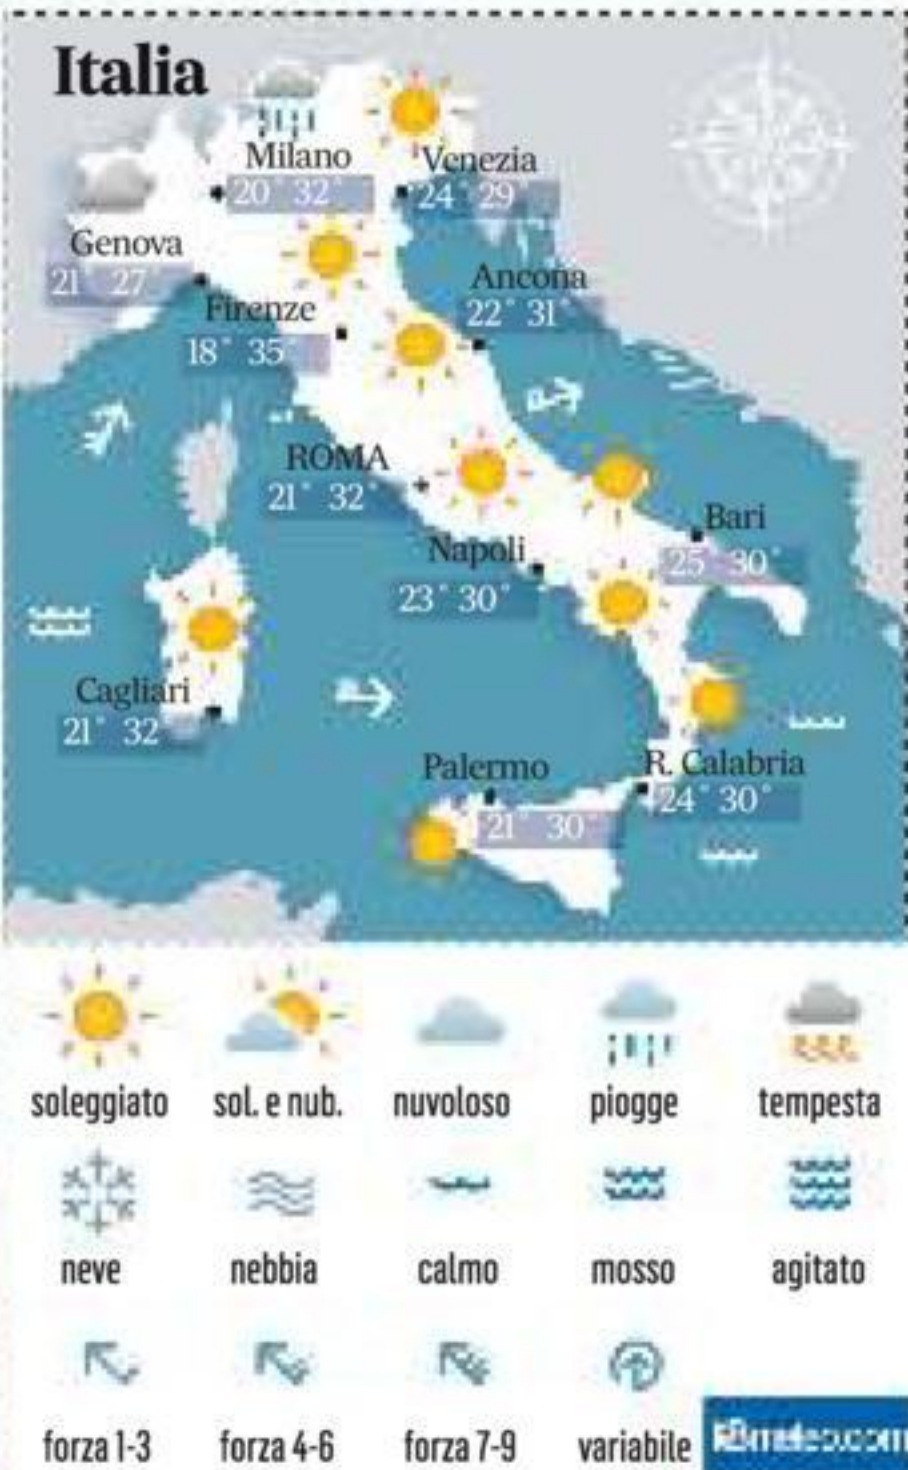 Italia
Milano
20° 32°
Venezia
24° 29°
Genova
21° 27°
Firenze
18° 35°
Ancona
22° 31°
ROMA
21° 32°
Bari
25° 30°
Napoli
23° 30°
Cagliari
21° 32
Palermo
21° 30°
R. Calabria
24° 30°
soleggiato sol. e nub. nuvoloso piogge tempesta
neve nebbia calmo mosso agitato
forza 1-3 forza 4-6 forza 7-9 variabile